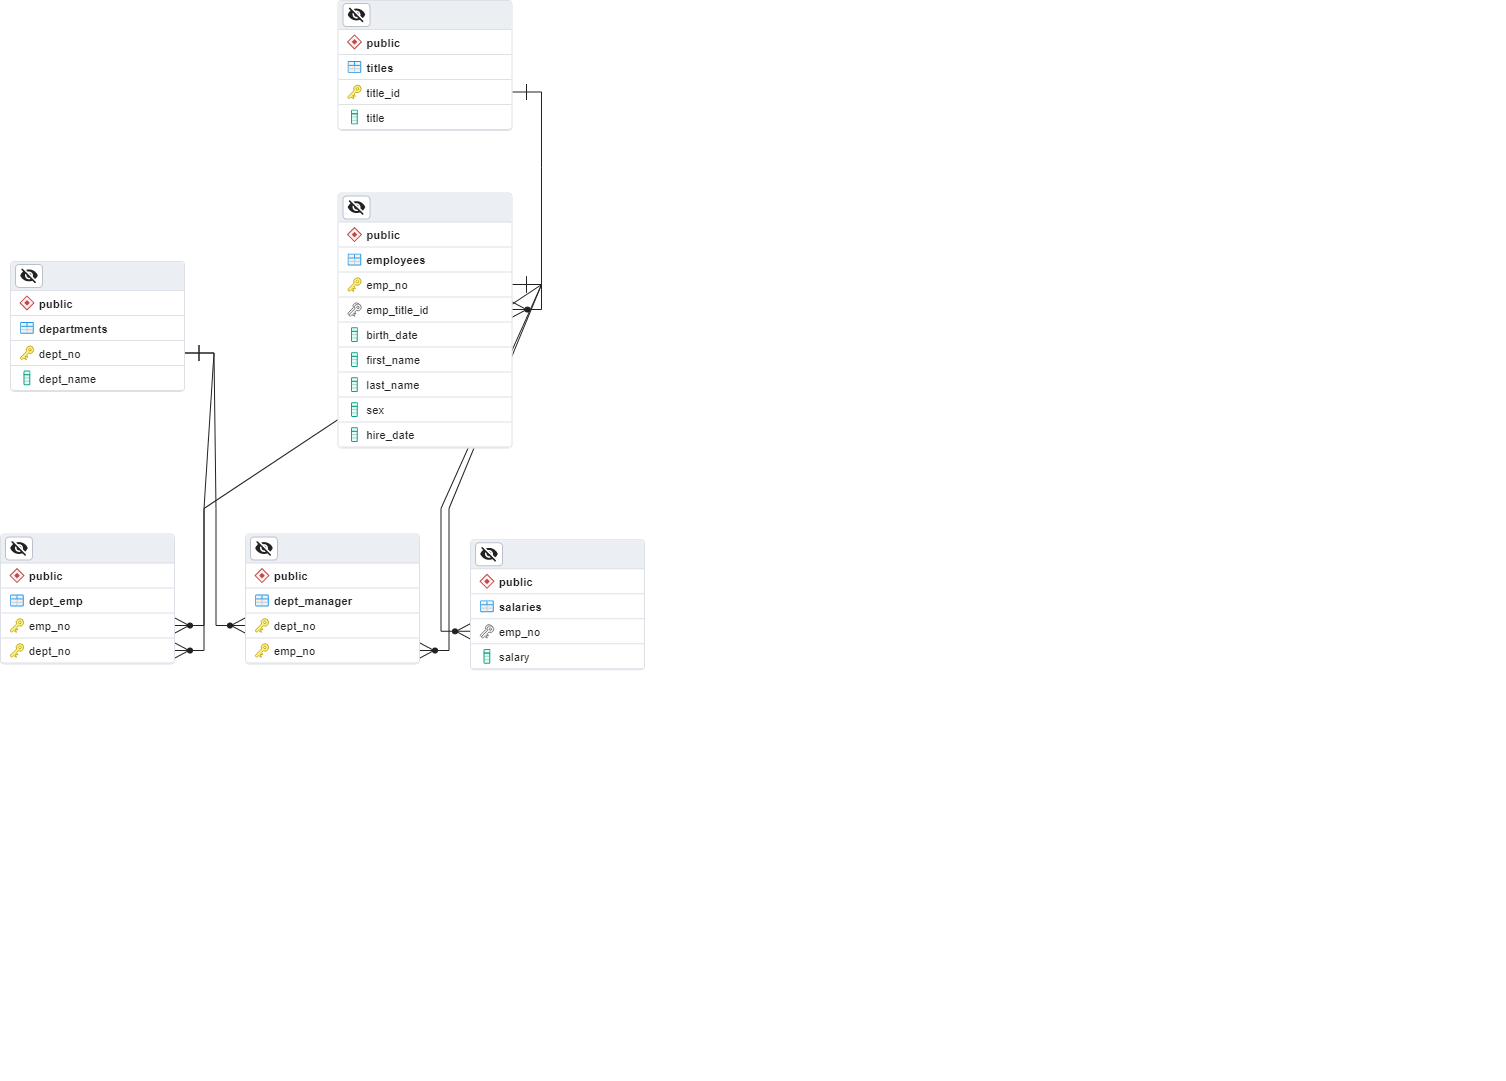 public
titles
title_id
title
public
employees
emp_no
emp_title_id
birth_date
first_name
last_name
sex
hire_date
public
departments
dept_no
dept_name
public
dept_emp
emp_no
dept_no
public
dept_manager
dept_no
emp_no
public
salaries
emp_no
salary